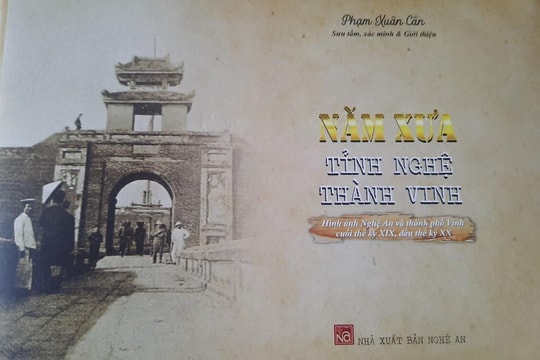 Phạm Xuân Cần
Sưu tầm, xác minh & Giới thiệu
NĂM XƯA
TỈNH NGHỆ
THÀNH VINH
Hình ảnh Nghệ An và thành phố Vinh
cuối thế kỷ XIX, đầu thế kỷ XX
NA
NHÀ XUẤT BẢN NGHỆ AN